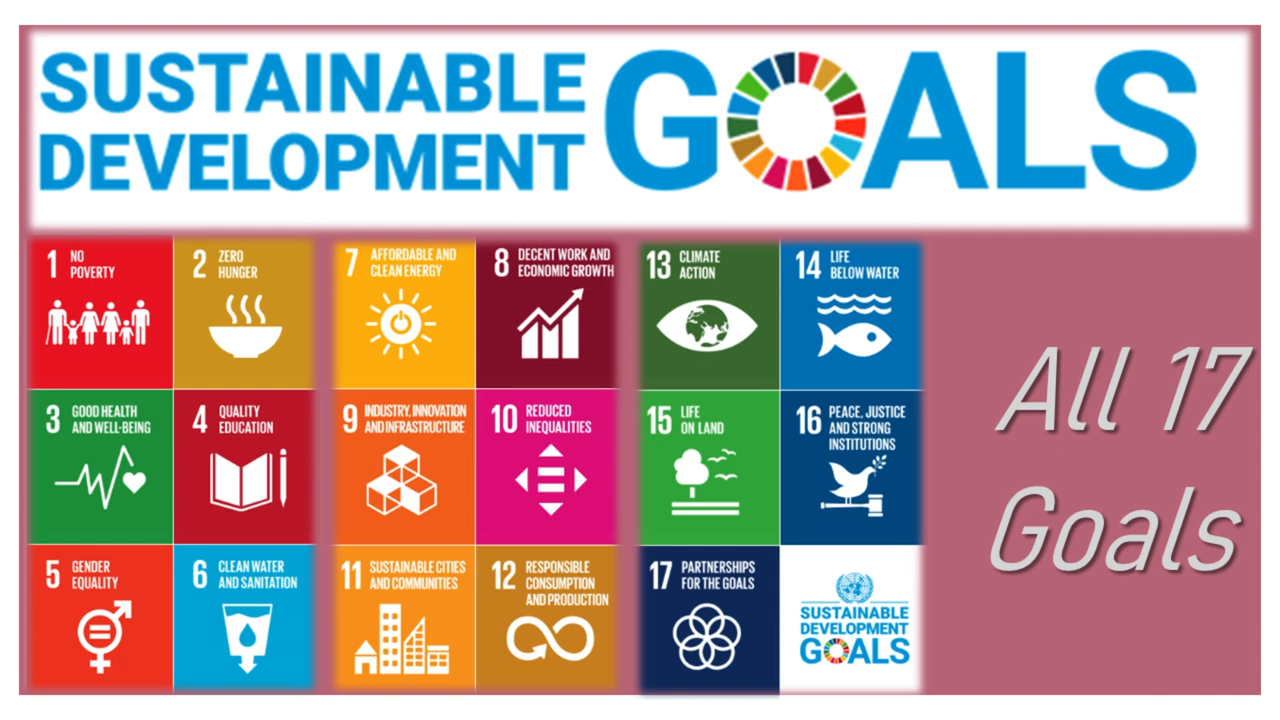 SUSTAINABLE
DEVELOPMENT
GOALS
1 NO
POVERTY
2 ZERO
HUNGER
3 GOOD HEALTH
AND WELL-BEING
4 QUALITY
EDUCATION
5 GENDER
EQUALITY
6 CLEAN WATER
AND SANITATION
7 AFFORDABLE AND
CLEAN ENERGY
8 DECENT WORK AND
ECONOMIC GROWTH
9 INDUSTRY, INNOVATION
AND INFRASTRUCTURE
10 REDUCED
INEQUALITIES
11 SUSTAINABLE CITIES
AND COMMUNITIES
12 RESPONSIBLE
CONSUMPTION
AND PRODUCTION
13 CLIMATE
ACTION
14 LIFE
BELOW WATER
15 LIFE
ON LAND
16 PEACE, JUSTICE
AND STRONG
INSTITUTIONS
17 PARTNERSHIPS
FOR THE GOALS
SUSTAINABLE
DEVELOPMENT
GOALS
All 17
Goals